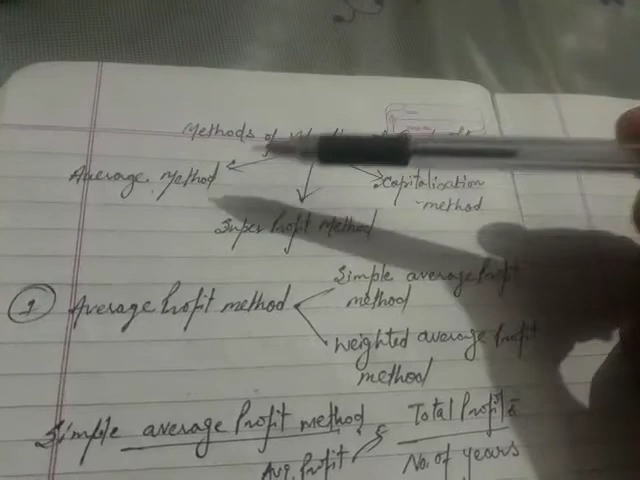 Methods of
Average Method
Capitalisation
method
Super Profit Method
1 Average Profit method
Simple average Profit
method
Weighted average Profit
method
Simple average Profit method
Total Profits
Avg. Profit =
No. of years